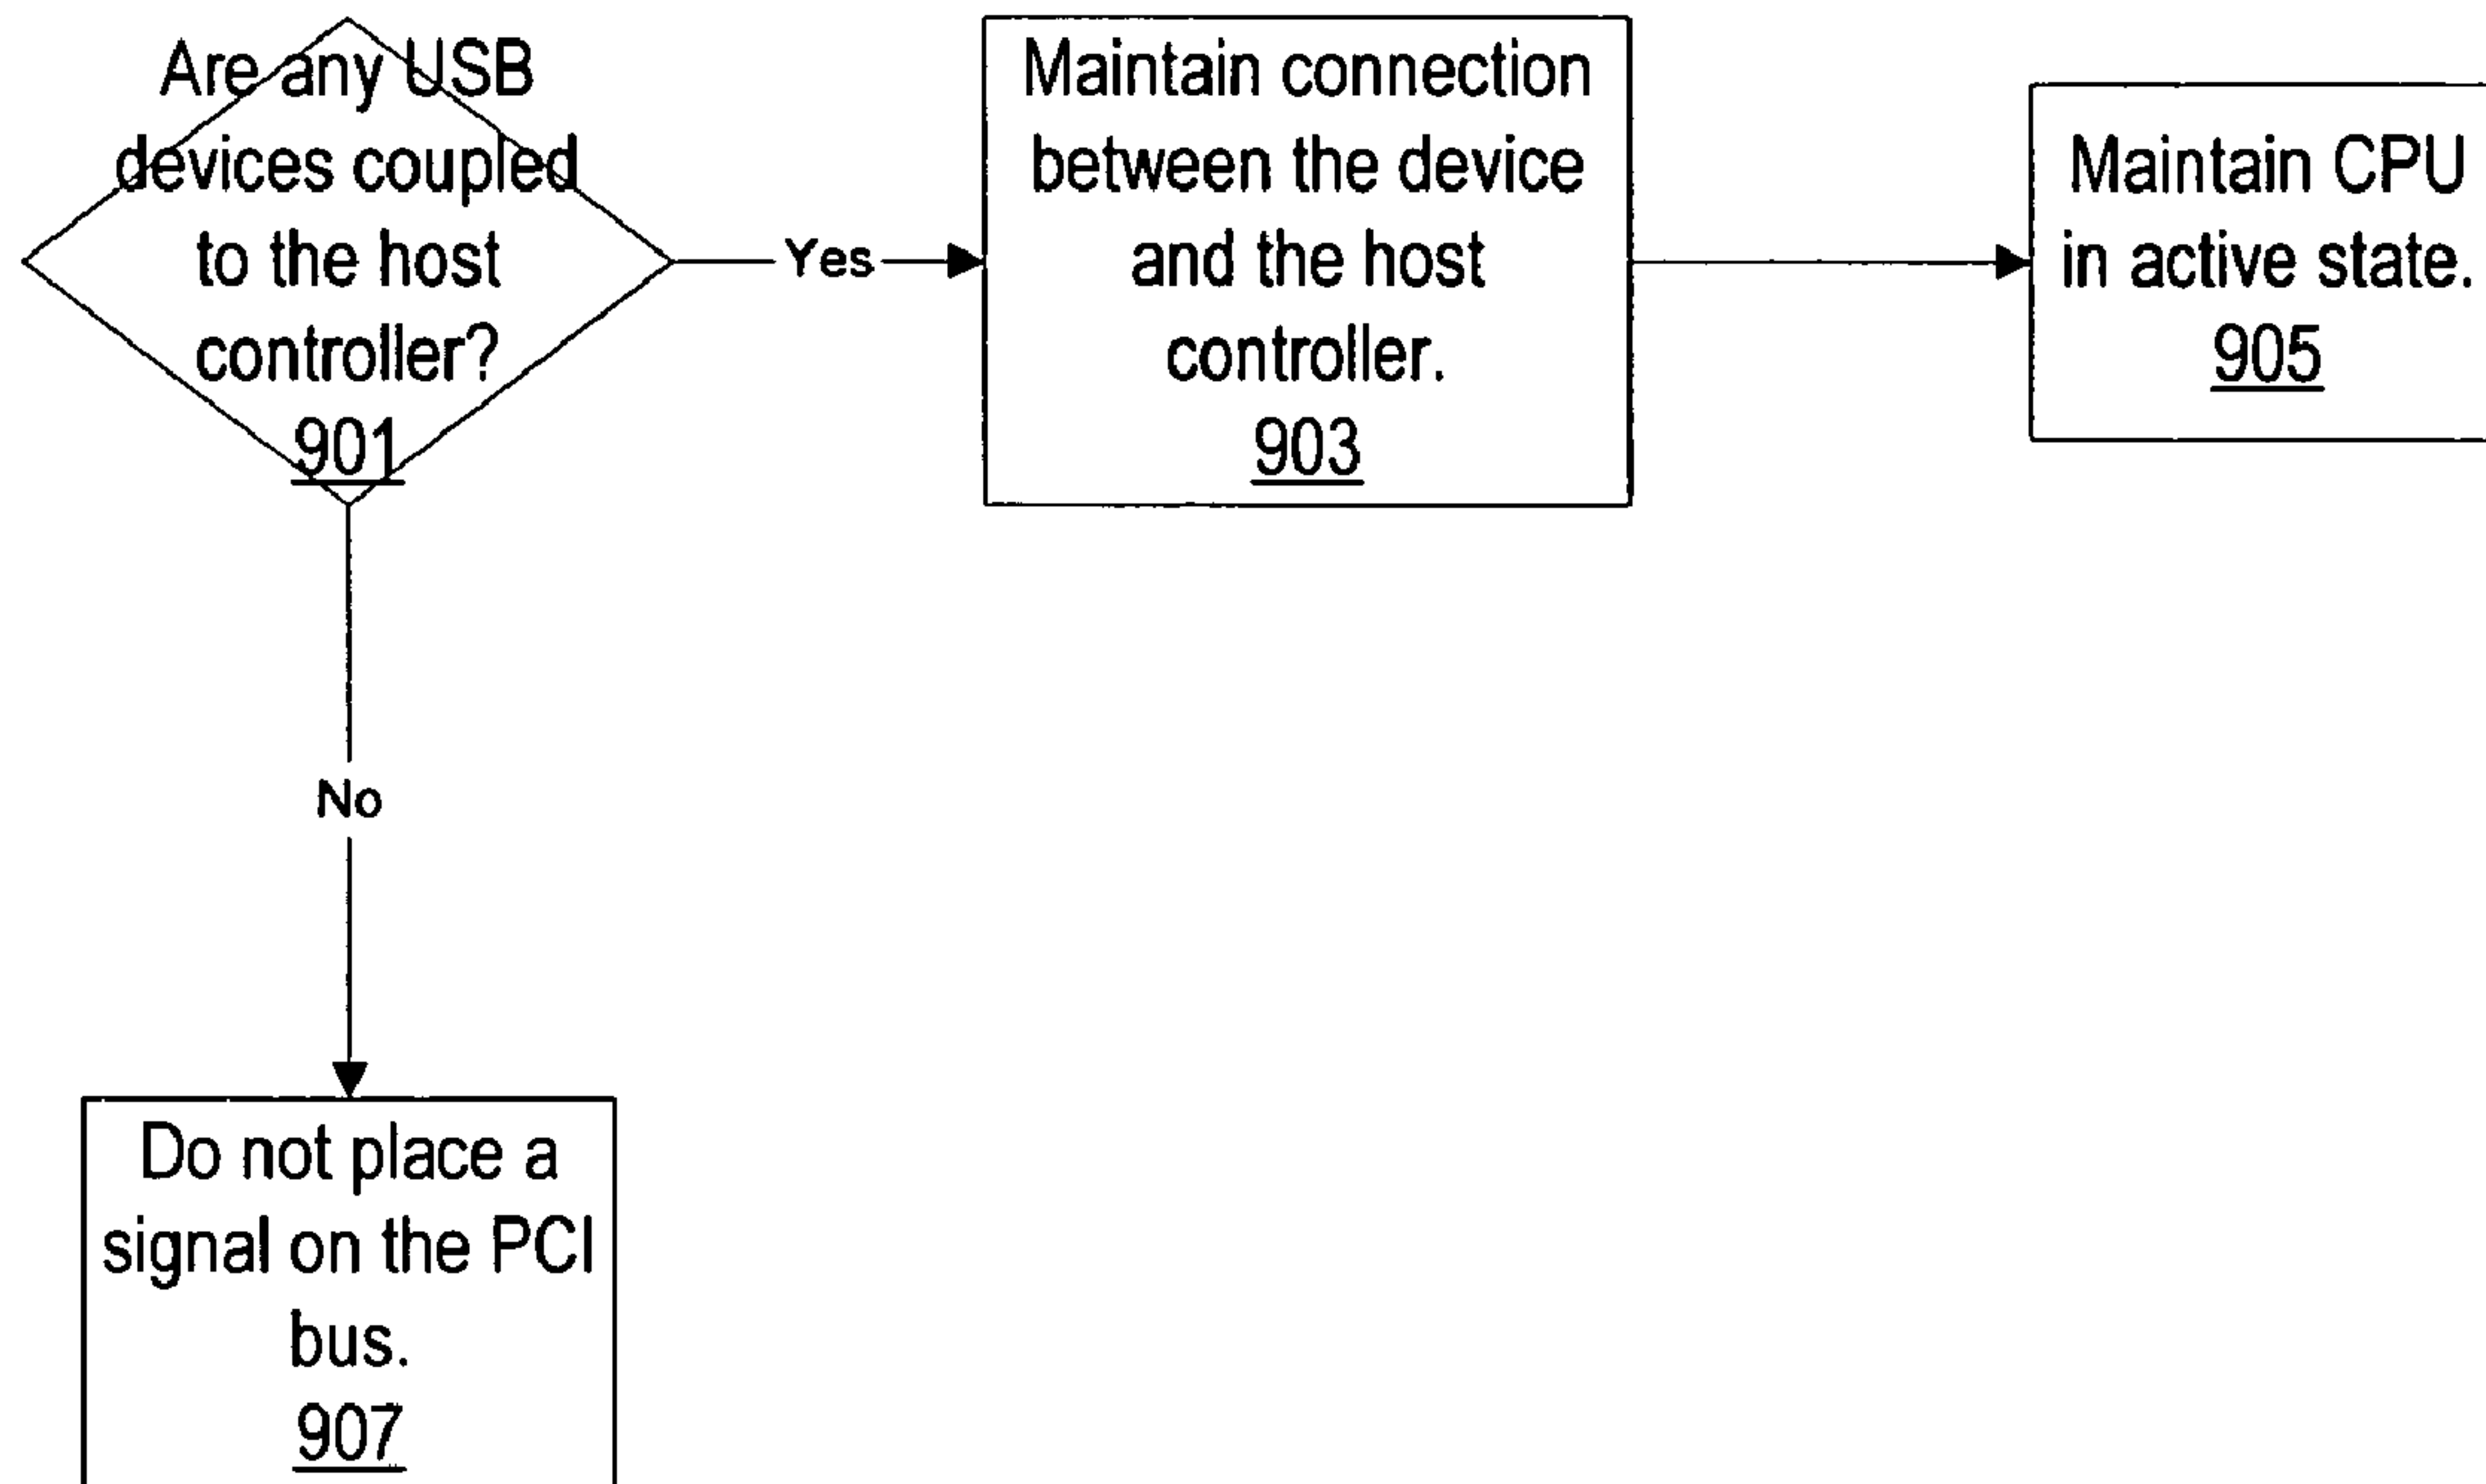 Are any USB
devices coupled
to the host
controller?
901
Yes
Maintain connection
between the device
and the host
controller.
903
Maintain CPU
in active state.
905
No
Do not place a
signal on the PCI
bus.
907